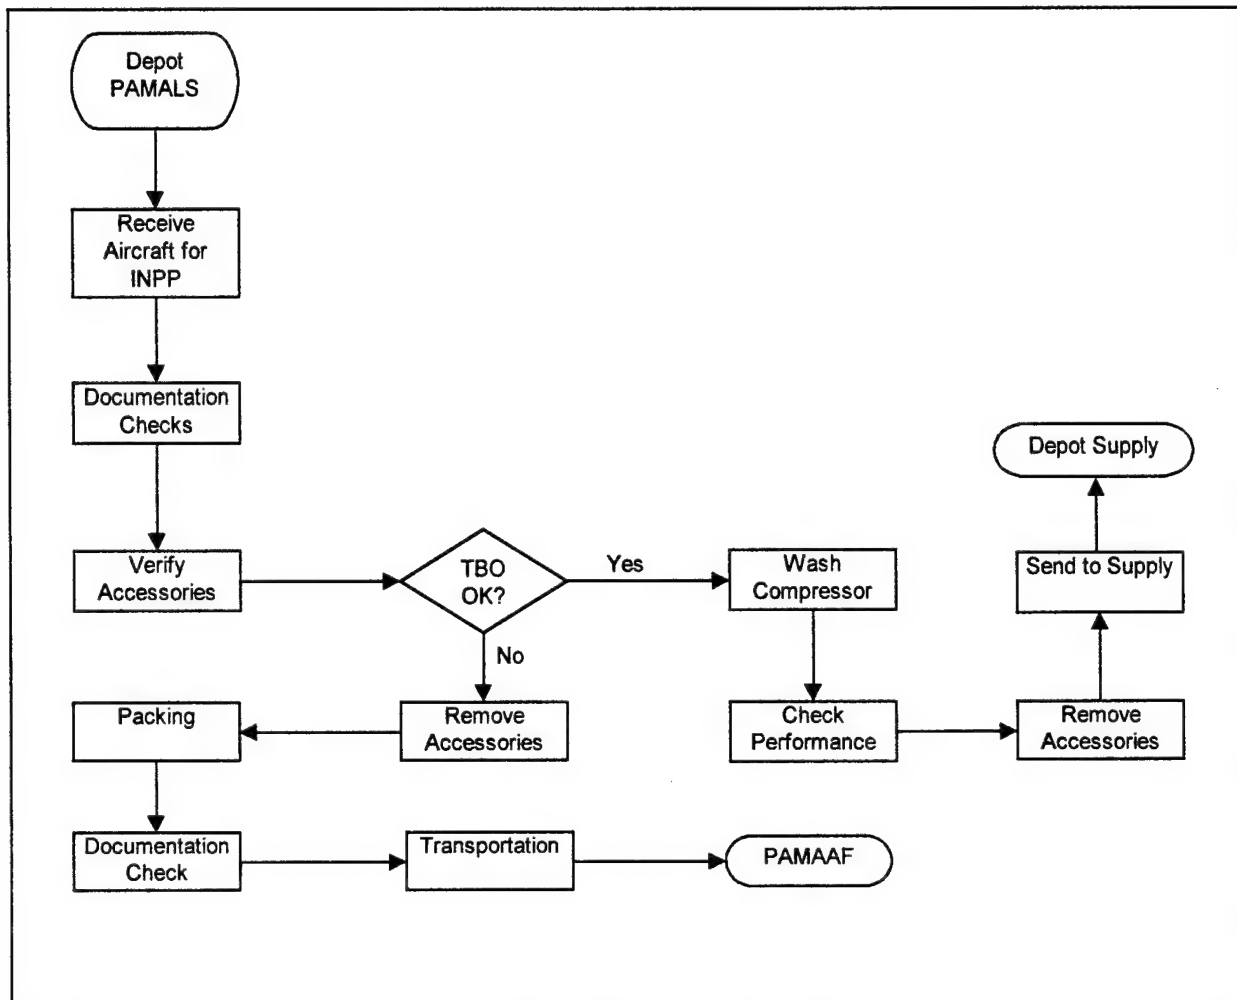 Depot
PAMALS
Receive
Aircraft for
INPP
Documentation
Checks
Depot Supply
Verify
Accessories
TBO
OK?
Yes
Wash
Compressor
Send to Supply
No
Packing
Remove
Accessories
Check
Performance
Remove
Accessories
Documentation
Check
Transportation
PAMAAF